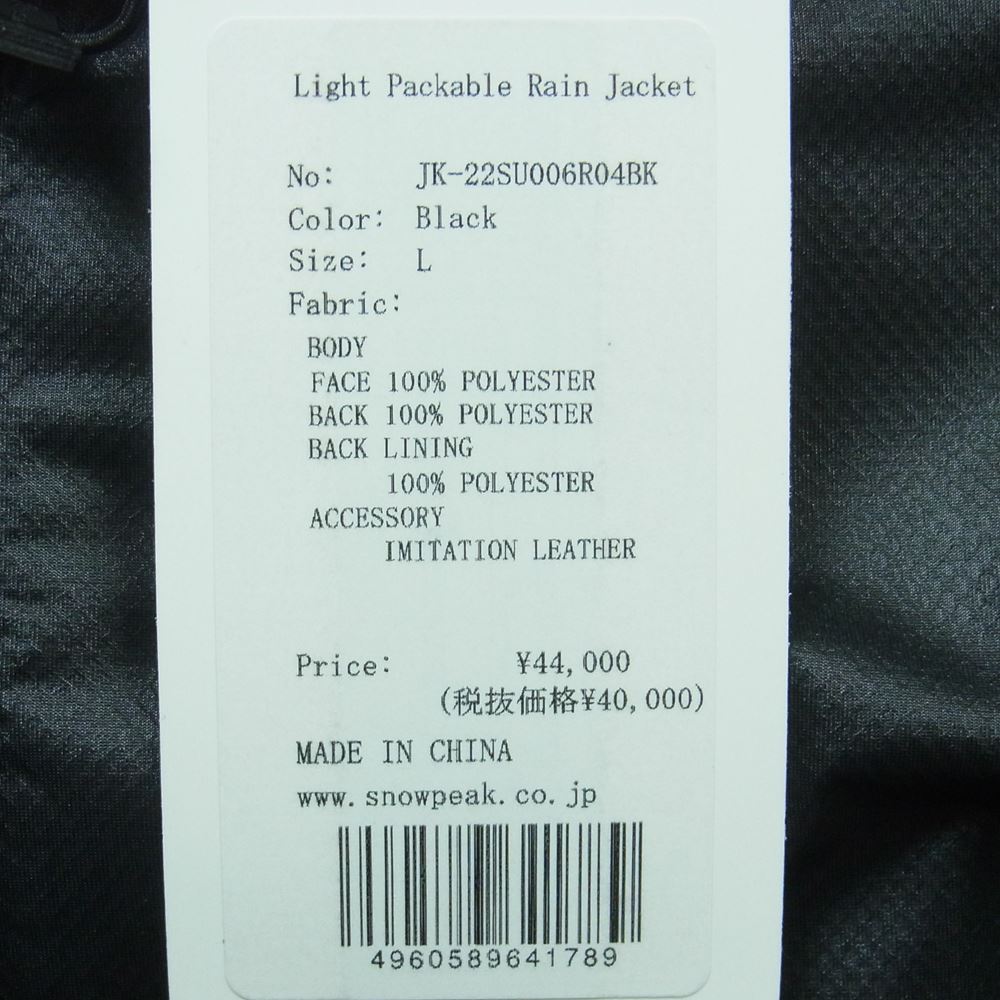 Light Packable Rain Jacket
No: JK-22SU006R04BK
Color: Black
Size: L
Fabric:
BODY
FACE 100% POLYESTER
BACK 100% POLYESTER
BACK LINING
100% POLYESTER
ACCESSORY
IMITATION LEATHER
Price: ¥44,000
(税抜価格¥40,000)
MADE IN CHINA
www.snowpeak.co.jp
4960589641789